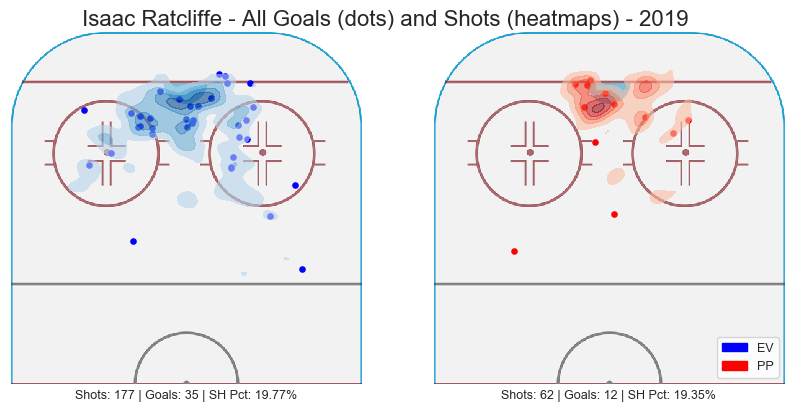 Isaac Ratcliffe - All Goals (dots) and Shots (heatmaps) - 2019
EV
PP
Shots: 177 | Goals: 35 | SH Pct: 19.77%
Shots: 62 | Goals: 12 | SH Pct: 19.35%